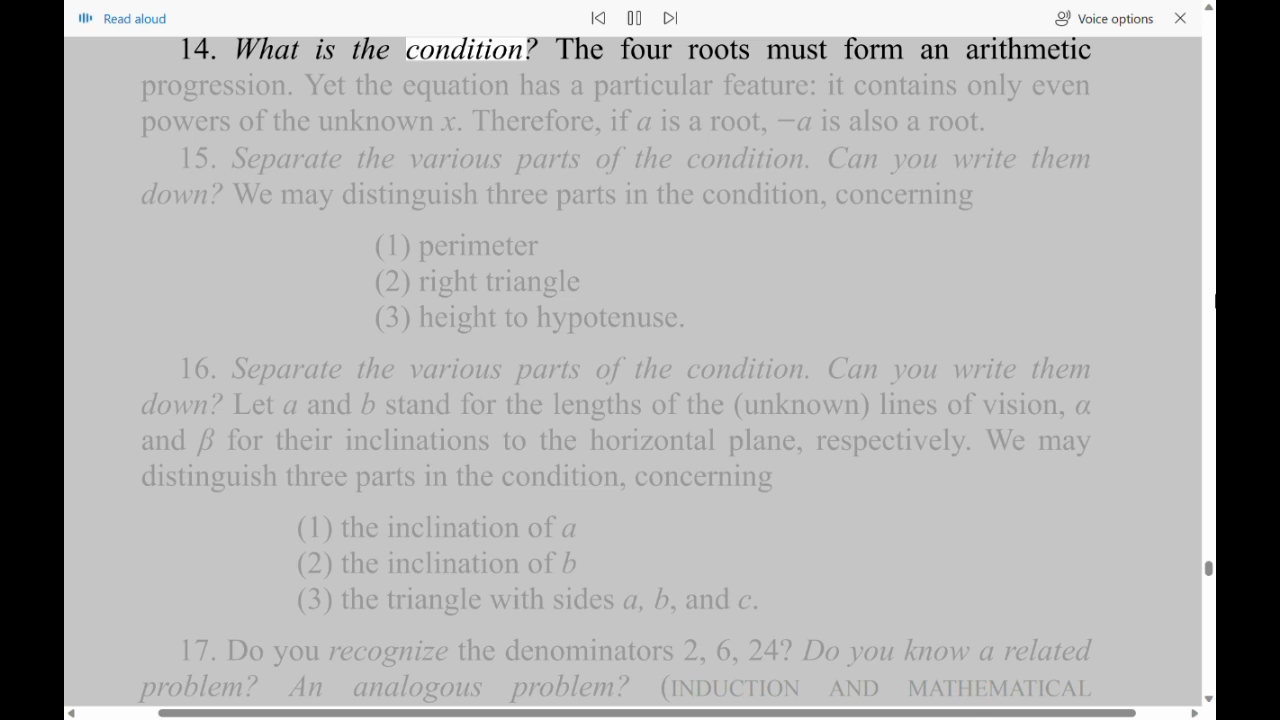 Read aloud
Voice options
14. What is the condition? The four roots must form an arithmetic
progression. Yet the equation has a particular feature: it contains only even
powers of the unknown x. Therefore, if a is a root, −a is also a root.
15. Separate the various parts of the condition. Can you write them
down? We may distinguish three parts in the condition, concerning
(1) perimeter
(2) right triangle
(3) height to hypotenuse.
16. Separate the various parts of the condition. Can you write them
down? Let a and b stand for the lengths of the (unknown) lines of vision, α
and β for their inclinations to the horizontal plane, respectively. We may
distinguish three parts in the condition, concerning
(1) the inclination of a
(2) the inclination of b
(3) the triangle with sides a, b, and c.
17. Do you recognize the denominators 2, 6, 24? Do you know a related
problem? An analogous problem? (INDUCTION AND MATHEMATICAL